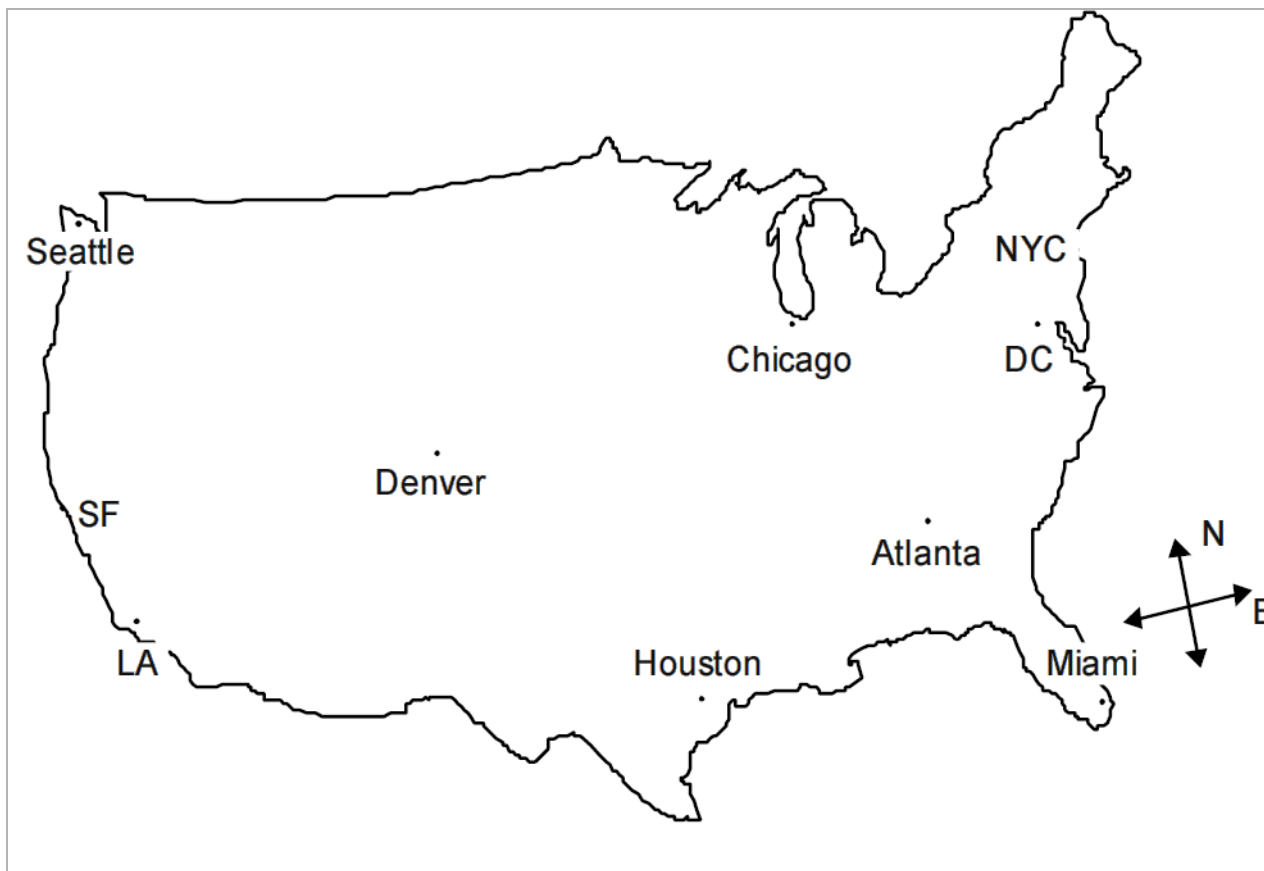 Seattle
NYC
Chicago
DC
Denver
SF
Atlanta
N
E
LA
Houston
Miami